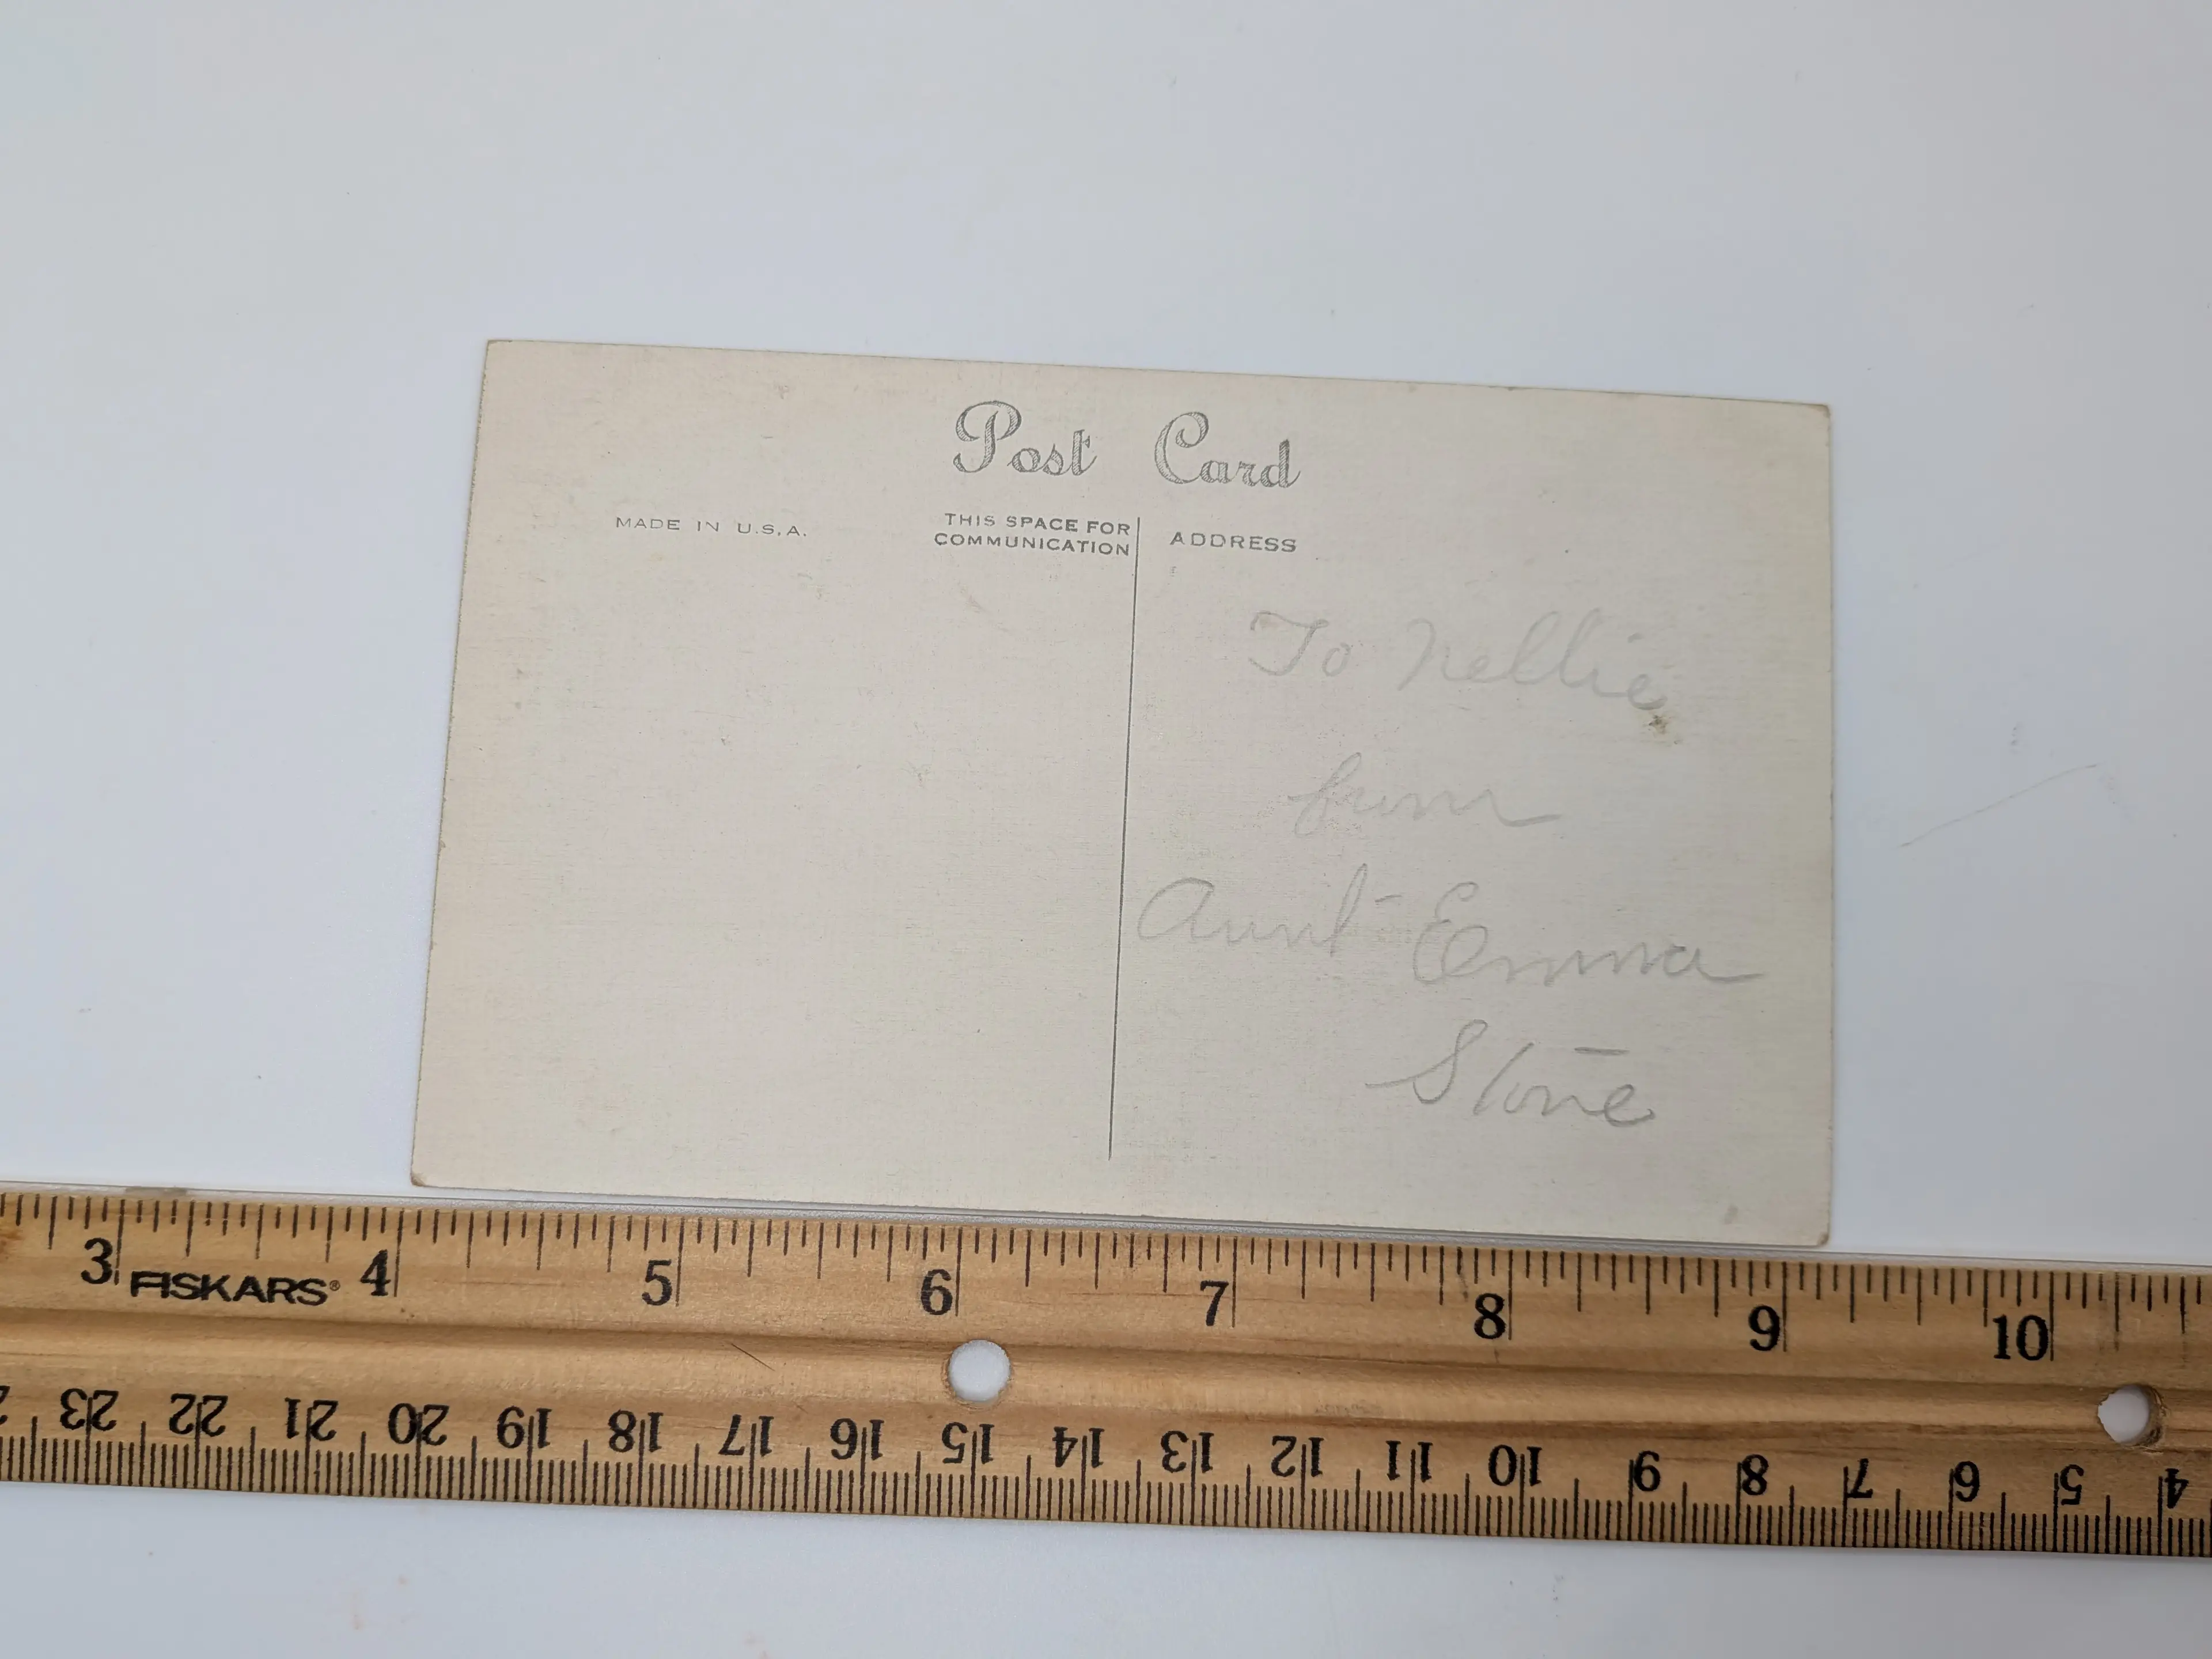 Post Card
MADE IN U.S.A.
THIS SPACE FOR
COMMUNICATION
ADDRESS
To Nellie
from
Aunt Emma
Stone
3 4 5 6 7 8 9 10
FISKARS®
23 22 21 20 19 18 17 16 15 14 13 12 11 10 9 8 7 6 5 4